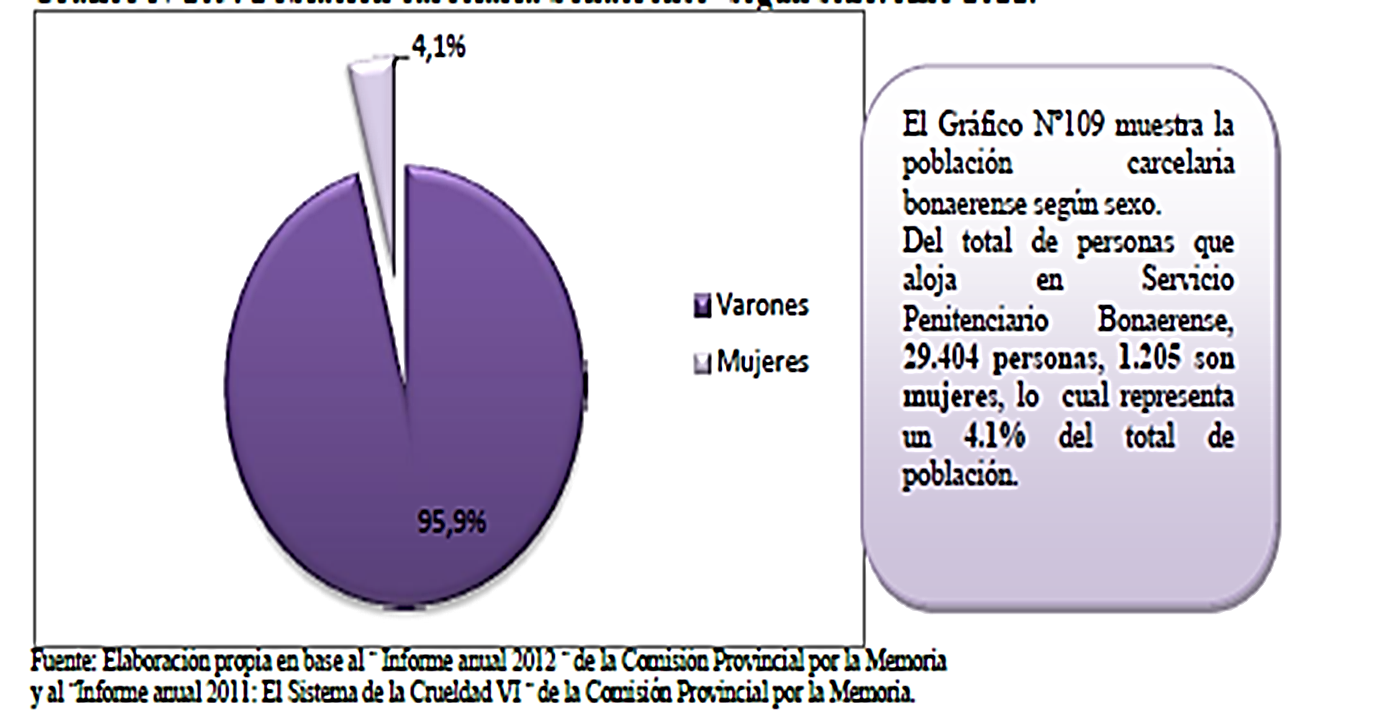 4,1%
95,9%
Varones
Mujeres
El Gráfico Nº109 muestra la
población carcelaria
bonaerense según sexo.
Del total de personas que
aloja en Servicio
Penitenciario Bonaerense,
29.404 personas, 1.205 son
mujeres, lo cual representa
un 4.1% del total de
población.
Fuente: Elaboración propia en base al ¨ Informe anual 2012 ¨ de la Comisión Provincial por la Memoria
y al ¨Informe anual 2011: El Sistema de la Crueldad VI ¨ de la Comisión Provincial por la Memoria.